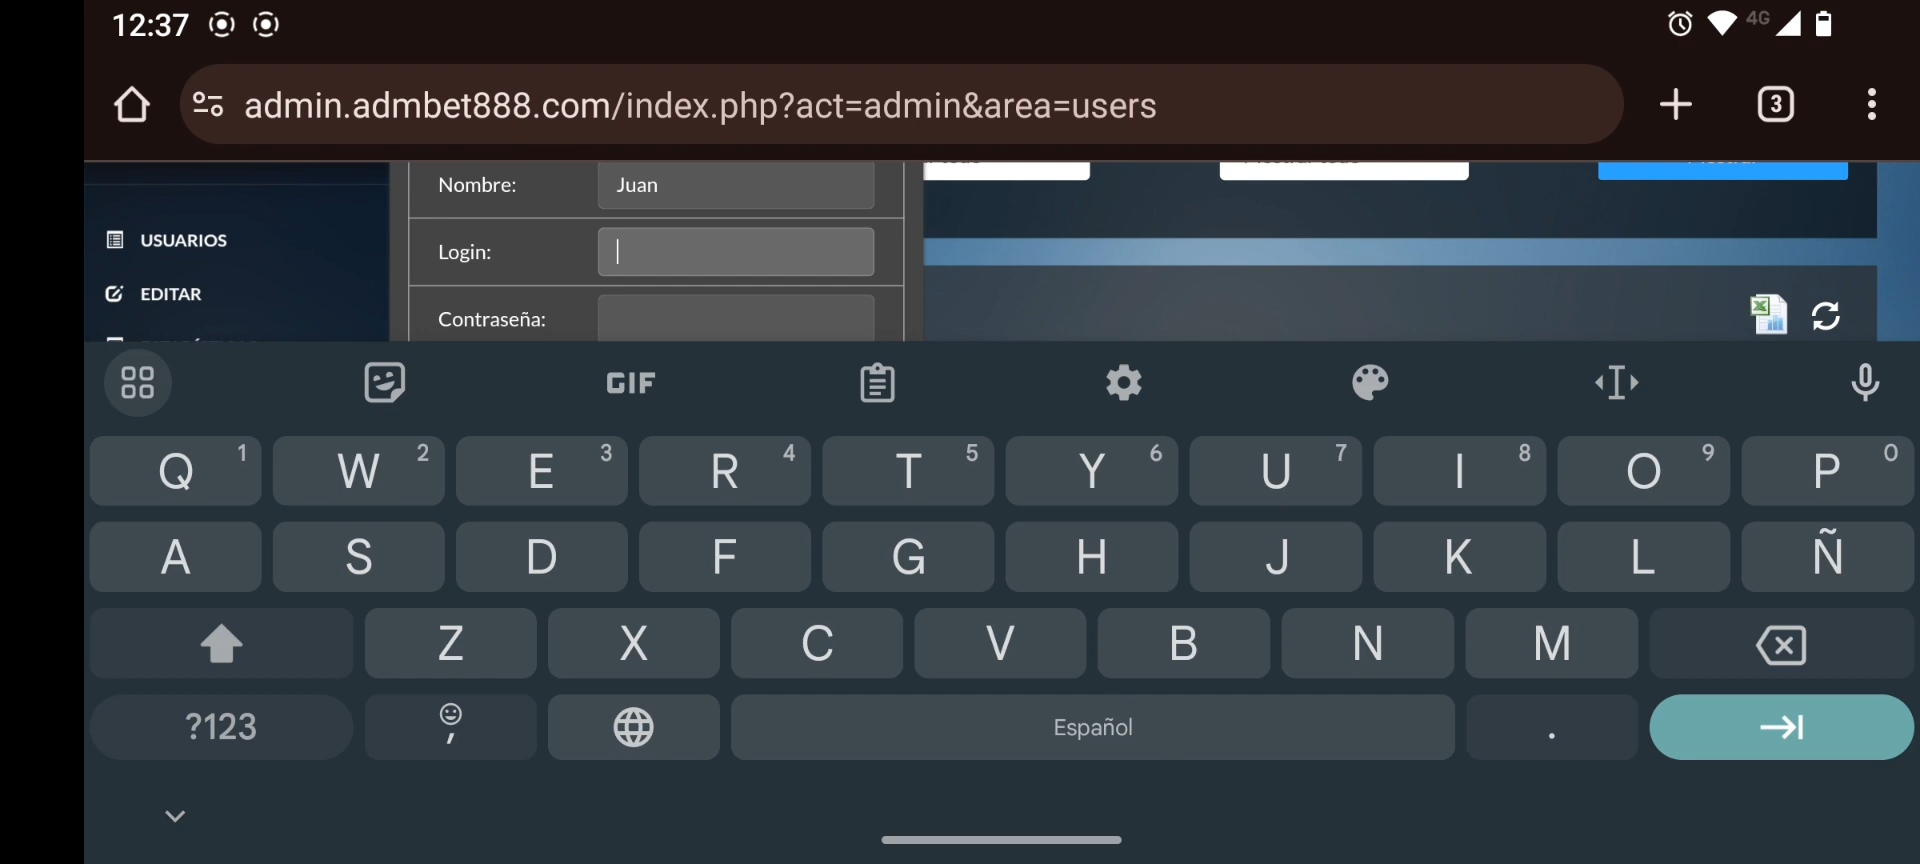 12:37
4G
admin.admbet888.com/index.php?act=admin&area=users
3
Nombre: Juan
USUARIOS
Login:
EDITAR
Contraseña:
GIF
Q 1 W 2 E 3 R 4 T 5 Y 6 U 7 I 8 O 9 P 0
A S D F G H J K L Ñ
Z X C V B N M
?123 , Español .